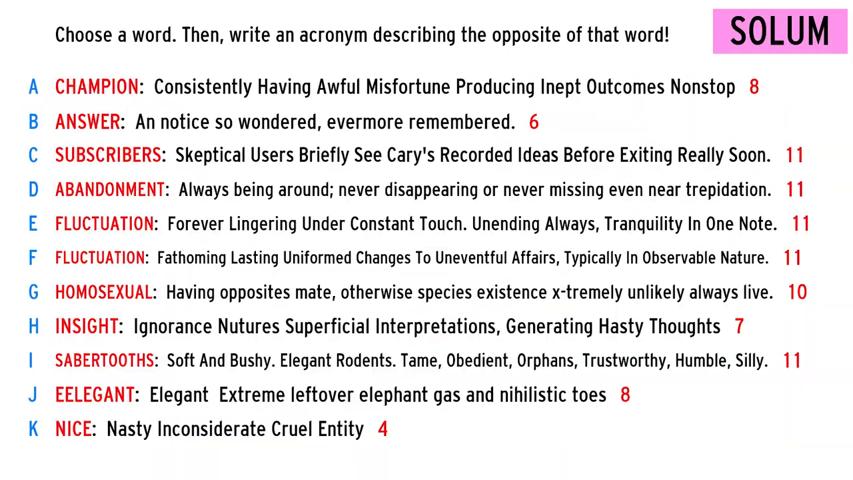 Choose a word. Then, write an acronym describing the opposite of that word!
SOLUM
A CHAMPION: Consistently Having Awful Misfortune Producing Inept Outcomes Nonstop 8
B ANSWER: An notice so wondered, evermore remembered. 6
C SUBSCRIBERS: Skeptical Users Briefly See Cary's Recorded Ideas Before Exiting Really Soon. 11
D ABANDONMENT: Always being around; never disappearing or never missing even near trepidation. 11
E FLUCTUATION: Forever Lingering Under Constant Touch. Unending Always, Tranquility In One Note. 11
F FLUCTUATION: Fathoming Lasting Uniformed Changes To Uneventful Affairs, Typically In Observable Nature. 11
G HOMOSEXUAL: Having opposites mate, otherwise species existence x-tremely unlikely always live. 10
H INSIGHT: Ignorance Nutures Superficial Interpretations, Generating Hasty Thoughts 7
I SABERTOOTHS: Soft And Bushy. Elegant Rodents. Tame, Obedient, Orphans, Trustworthy, Humble, Silly. 11
J EELEGANT: Elegant Extreme leftover elephant gas and nihilistic toes 8
K NICE: Nasty Inconsiderate Cruel Entity 4